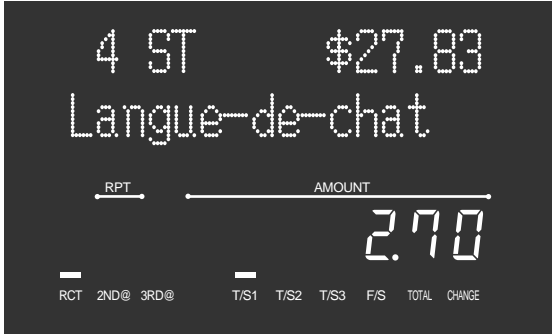 4 ST $27.83
Langue-de-chat
RPT AMOUNT
2.70
RCT 2ND@ 3RD@ T/S1 T/S2 T/S3 F/S TOTAL CHANGE